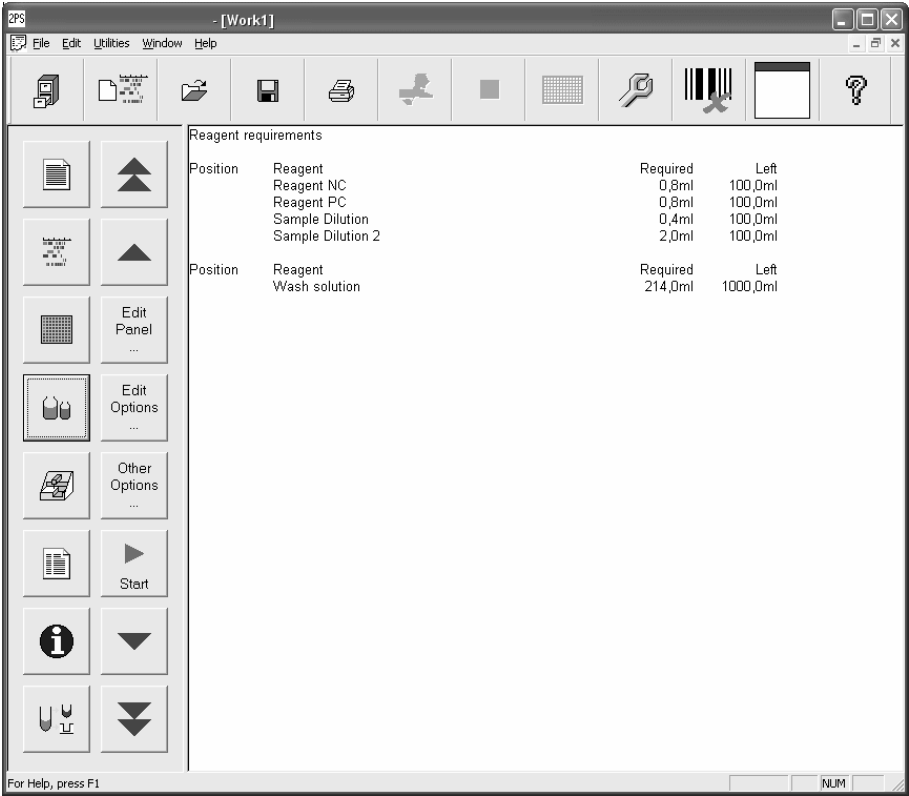 2PS - [Work1]
File Edit Utilities Window Help
Reagent requirements
Position Reagent Required Left
Reagent NC 0,8ml 100,0ml
Reagent PC 0,8ml 100,0ml
Sample Dilution 0,4ml 100,0ml
Sample Dilution 2 2,0ml 100,0ml
Position Reagent Required Left
Wash solution 214,0ml 1000,0ml
Edit
Panel
...
Edit
Options
...
Other
Options
...
Start
For Help, press F1 NUM